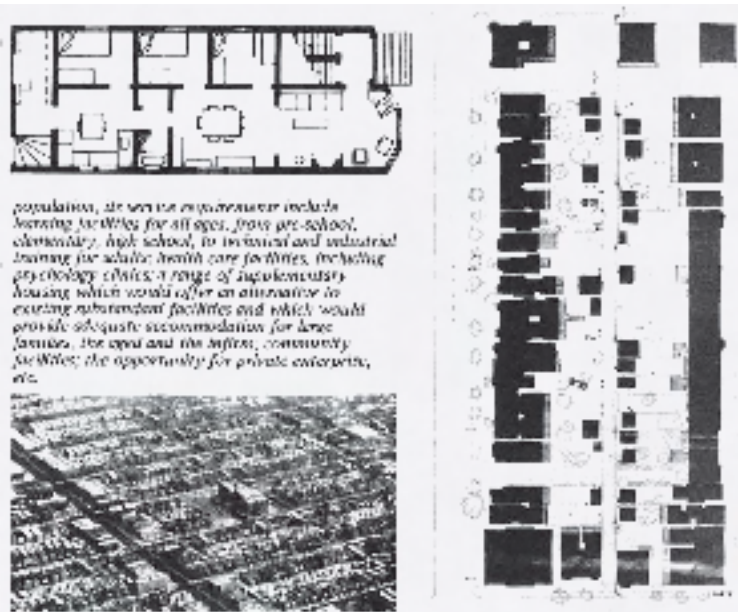 population, its service requirements include
learning facilities for all ages, from pre-school,
elementary, high school, to technical and industrial
training for adults; health care facilities, including
psychology clinics; a range of supplementary
housing which would offer an alternative to
existing substandard facilities and which would
provide adequate accommodation for large
families, the aged and the infirm, community
facilities; the opportunity for private enterprise,
etc.